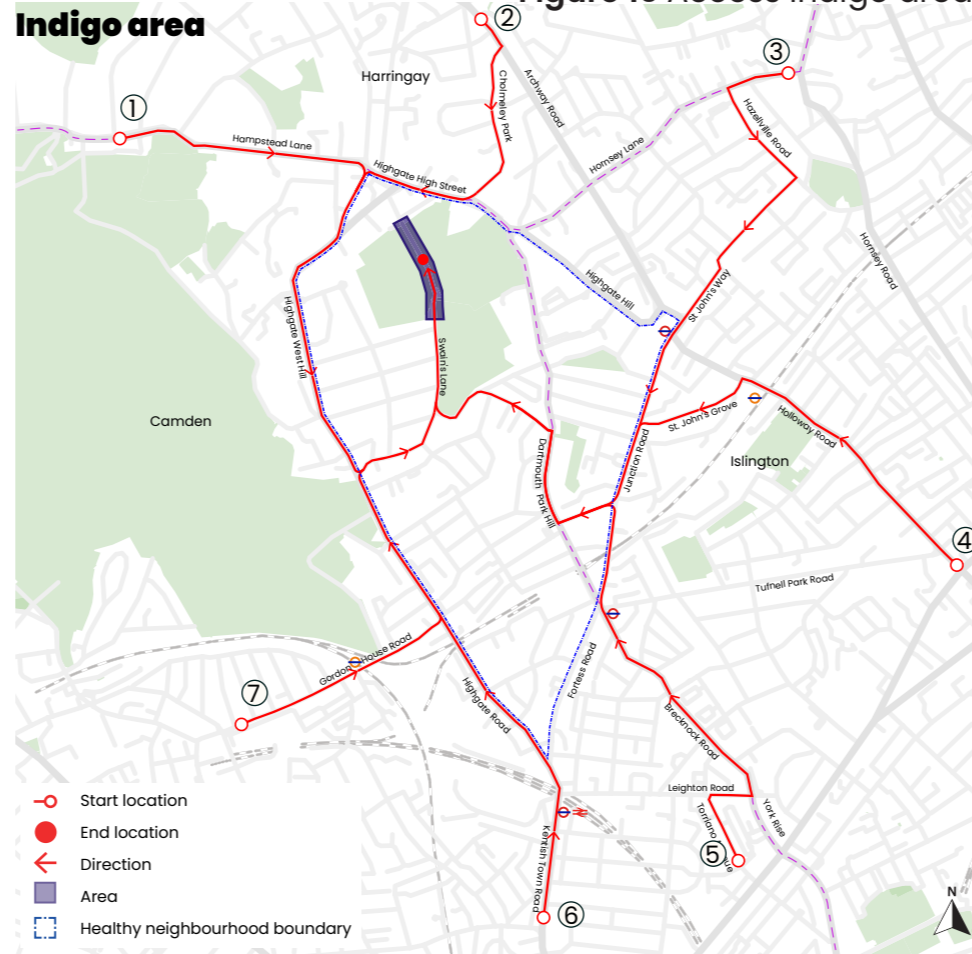 Indigo area
②
③
Harringay
①
Cholmeley Park
Archway Road
Hazellville Road
Hampstead Lane
Hornsey Lane
Highgate High Street
Hornsey Road
Highgate Hill
St John's Way
Highgate West Hill
Swain's Lane
Camden
St. John's Grove
Holloway Road
Junction Road
Islington
Dartmouth Park Hill
④
Tufnell Park Road
Gordon House Road
Fortess Road
⑦
Highgate Road
Brecknock Road
Leighton Road
York Rise
Torriano
⑤
Kentish Town Road
⑥
Start location
End location
Direction
Area
Healthy neighbourhood boundary
N